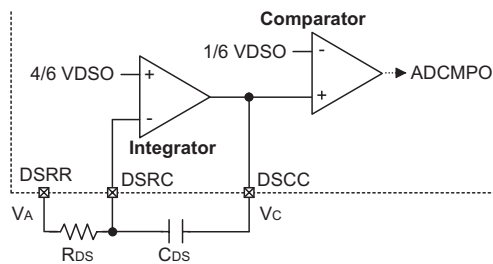 Comparator
1/6 VDSO
-
4/6 VDSO
+
ADCMPO
-
+
Integrator
DSRR
DSRC
DSCC
VA
VC
RDS
CDS